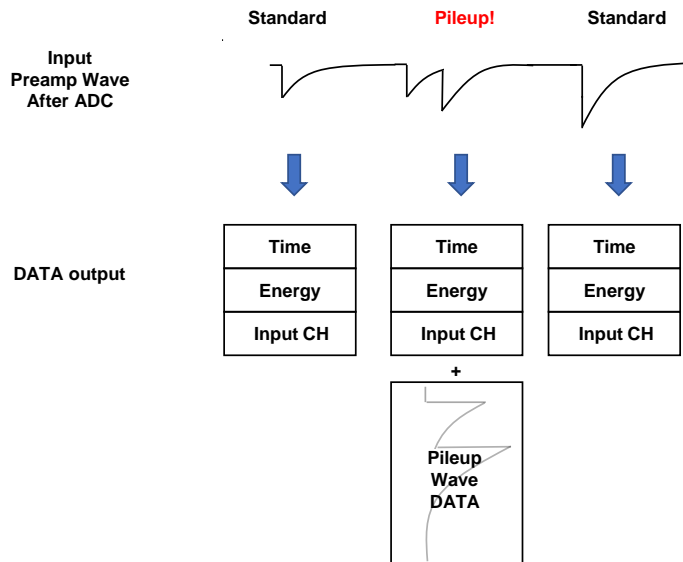 Standard
Pileup!
Standard
Input
Preamp Wave
After ADC
DATA output
Time
Energy
Input CH
Time
Energy
Input CH
+
Pileup
Wave
DATA
Time
Energy
Input CH